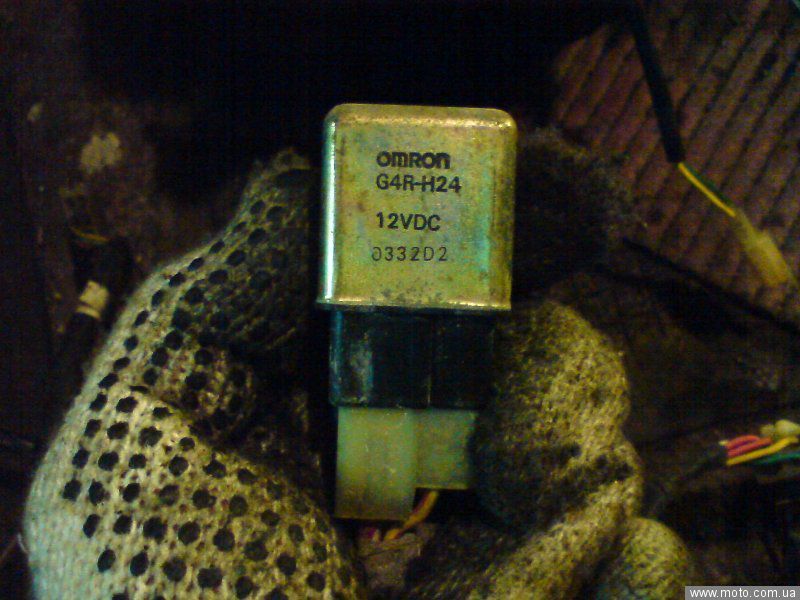 OMRON
G4R-H24
12VDC
0332D2
www.moto.com.ua